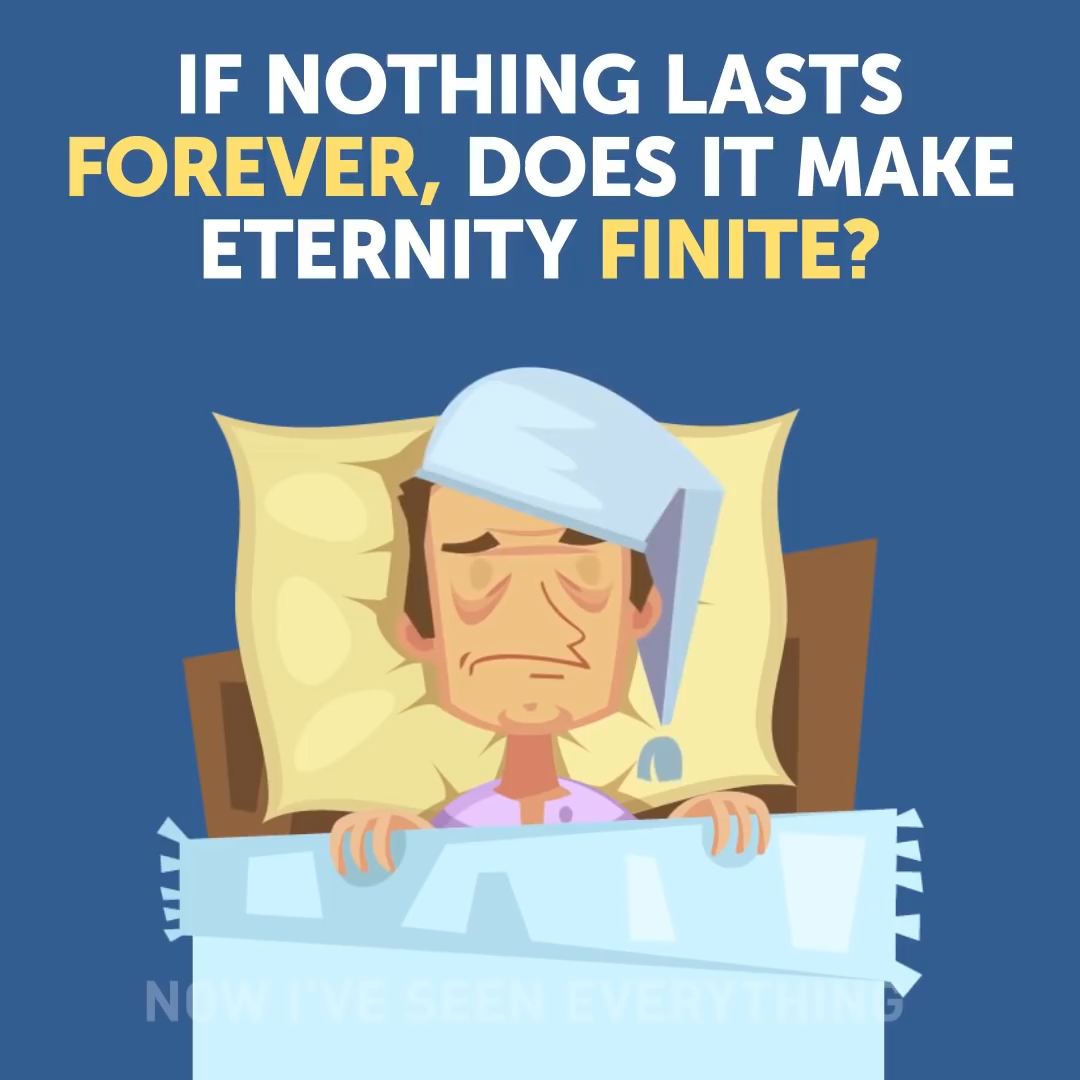 IF NOTHING LASTS
FOREVER, DOES IT MAKE
ETERNITY FINITE?
NOW I'VE SEEN EVERYTHING